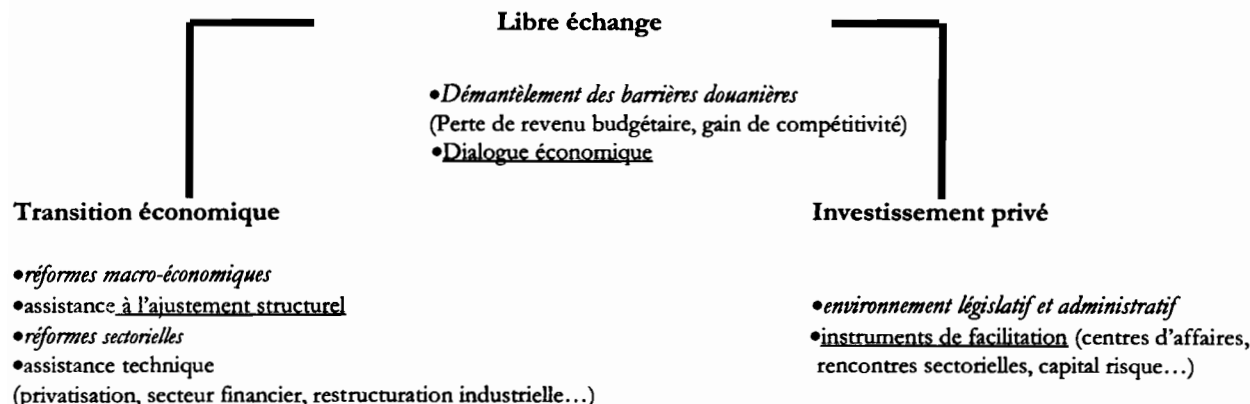 Libre échange
•Démantèlement des barrières douanières
(Perte de revenu budgétaire, gain de compétitivité)
•Dialogue économique
Transition économique
•réformes macro-économiques
•assistance à l'ajustement structurel
•réformes sectorielles
•assistance technique
(privatisation, secteur financier, restructuration industrielle…)
Investissement privé
•environnement législatif et administratif
•instruments de facilitation (centres d'affaires,
rencontres sectorielles, capital risque…)